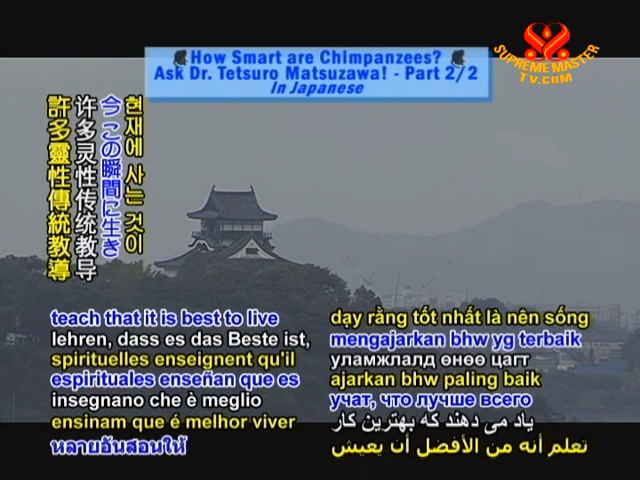 SUPREME MASTER
TV.COM
How Smart are Chimpanzees?
Ask Dr. Tetsuro Matsuzawa! - Part 2/2
In Japanese
현재에 사는 것이
今 この瞬間に生き
许多灵性传统教导
許多靈性傳統教導
teach that it is best to live
lehren, dass es das Beste ist,
spirituelles enseignent qu'il
espirituales enseñan que es
insegnano che è meglio
ensinam que é melhor viver
หลายอันสอนให้
dạy rằng tốt nhất là nên sống
mengajarkan bhw yg terbaik
уламжлалд өнөө цагт
ajarkan bhw paling baik
учат, что лучше всего
یاد می دهند که بهترین کار
تعلم أنه من الأفضل أن يعيش